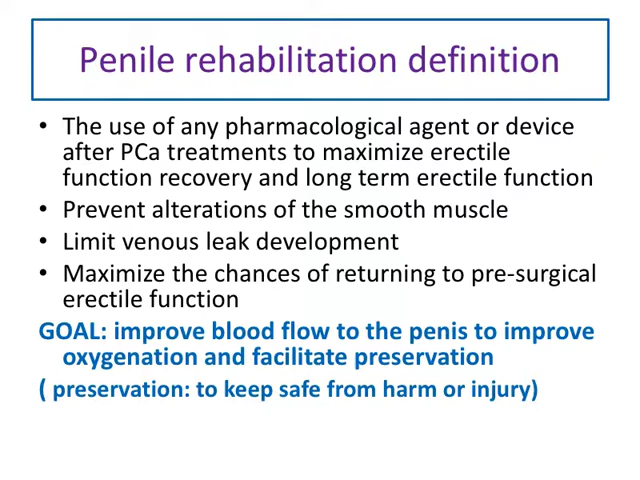 Penile rehabilitation definition
• The use of any pharmacological agent or device
after PCa treatments to maximize erectile
function recovery and long term erectile function
• Prevent alterations of the smooth muscle
• Limit venous leak development
• Maximize the chances of returning to pre-surgical
erectile function
GOAL: improve blood flow to the penis to improve
oxygenation and facilitate preservation
( preservation: to keep safe from harm or injury)